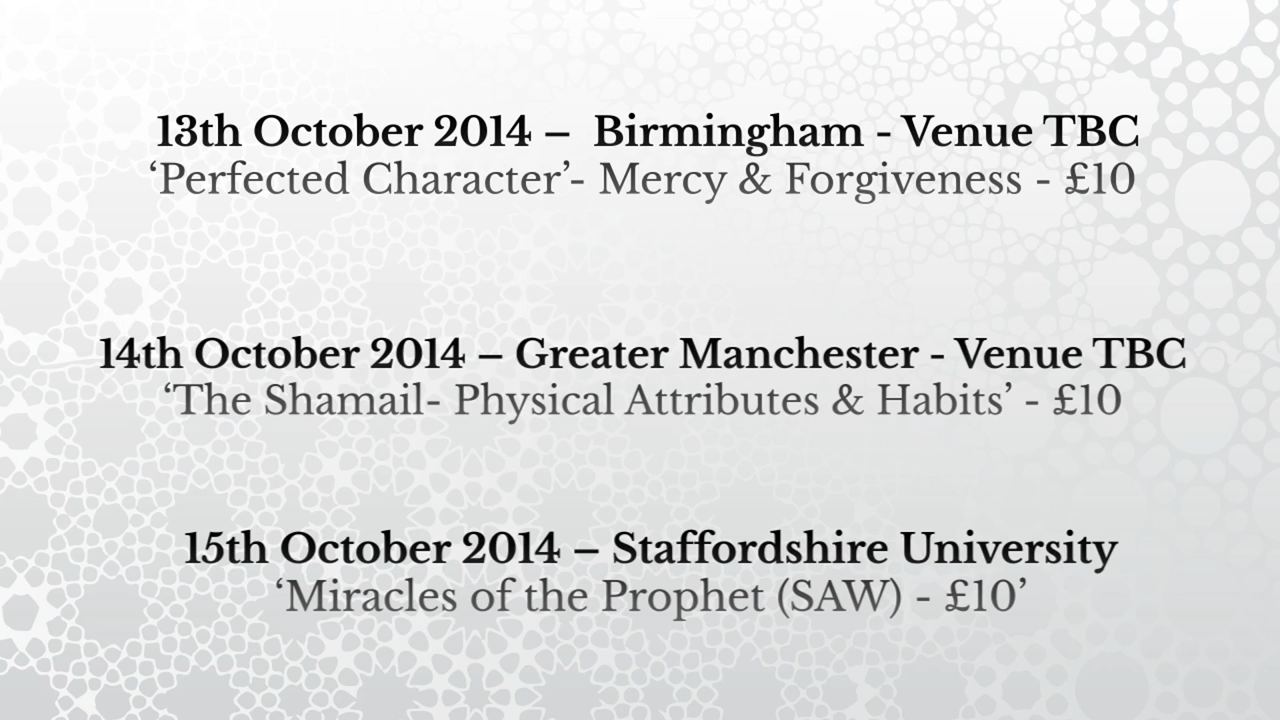 13th October 2014 –  Birmingham - Venue TBC
‘Perfected Character’- Mercy & Forgiveness - £10
14th October 2014 – Greater Manchester - Venue TBC
‘The Shamail- Physical Attributes & Habits’ - £10
15th October 2014 – Staffordshire University
‘Miracles of the Prophet (SAW) - £10’